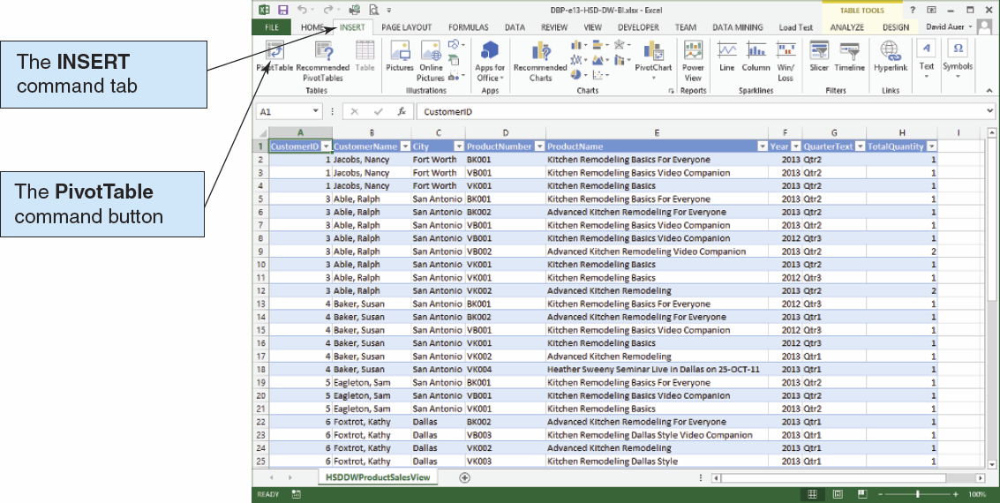 The INSERT
command tab
The PivotTable
command button
DBP-e13-HSD-DW-BI.xlsx - Excel
TABLE TOOLS
FILE HOME INSERT PAGE LAYOUT FORMULAS DATA REVIEW VIEW DEVELOPER TEAM DATA MINING Load Test ANALYZE DESIGN David Auer
PivotTable Recommended PivotTables Table Pictures Online Pictures Apps for Office Recommended Charts PivotChart Power View Line Column Win/Loss Slicer Timeline Hyperlink Text Symbols
Tables Illustrations Apps Charts Reports Sparklines Filters Links
A1 fx CustomerID
A B C D E F G H I
1 CustomerID CustomerName City ProductNumber ProductName Year QuarterText TotalQuantity
2 1 Jacobs, Nancy Fort Worth BK001 Kitchen Remodeling Basics For Everyone 2013 Qtr2 1
3 1 Jacobs, Nancy Fort Worth VB001 Kitchen Remodeling Basics Video Companion 2013 Qtr2 1
4 1 Jacobs, Nancy Fort Worth VK001 Kitchen Remodeling Basics 2013 Qtr2 1
5 3 Able, Ralph San Antonio BK001 Kitchen Remodeling Basics For Everyone 2013 Qtr2 1
6 3 Able, Ralph San Antonio BK002 Advanced Kitchen Remodeling For Everyone 2013 Qtr2 1
7 3 Able, Ralph San Antonio VB001 Kitchen Remodeling Basics Video Companion 2013 Qtr2 1
8 3 Able, Ralph San Antonio VB001 Kitchen Remodeling Basics Video Companion 2012 Qtr3 1
9 3 Able, Ralph San Antonio VB002 Advanced Kitchen Remodeling Video Companion 2013 Qtr2 2
10 3 Able, Ralph San Antonio VK001 Kitchen Remodeling Basics 2013 Qtr2 1
11 3 Able, Ralph San Antonio VK001 Kitchen Remodeling Basics 2012 Qtr3 1
12 3 Able, Ralph San Antonio VK002 Advanced Kitchen Remodeling 2013 Qtr2 2
13 4 Baker, Susan San Antonio BK001 Kitchen Remodeling Basics For Everyone 2012 Qtr3 1
14 4 Baker, Susan San Antonio BK002 Advanced Kitchen Remodeling For Everyone 2013 Qtr1 1
15 4 Baker, Susan San Antonio VB001 Kitchen Remodeling Basics Video Companion 2012 Qtr3 1
16 4 Baker, Susan San Antonio VK001 Kitchen Remodeling Basics 2012 Qtr3 1
17 4 Baker, Susan San Antonio VK002 Advanced Kitchen Remodeling 2013 Qtr1 1
18 4 Baker, Susan San Antonio VK004 Heather Sweeny Seminar Live in Dallas on 25-OCT-11 2013 Qtr1 1
19 5 Eagleton, Sam San Antonio BK001 Kitchen Remodeling Basics For Everyone 2013 Qtr2 1
20 5 Eagleton, Sam San Antonio VB001 Kitchen Remodeling Basics Video Companion 2013 Qtr2 1
21 5 Eagleton, Sam San Antonio VK001 Kitchen Remodeling Basics 2013 Qtr2 1
22 6 Foxtrot, Kathy Dallas BK002 Advanced Kitchen Remodeling For Everyone 2013 Qtr1 1
23 6 Foxtrot, Kathy Dallas VB003 Kitchen Remodeling Dallas Style Video Companion 2013 Qtr1 1
24 6 Foxtrot, Kathy Dallas VK002 Advanced Kitchen Remodeling 2013 Qtr1 1
25 6 Foxtrot, Kathy Dallas VK003 Kitchen Remodeling Dallas Style 2013 Qtr1 1
HSDDWProductSalesView
READY 100%